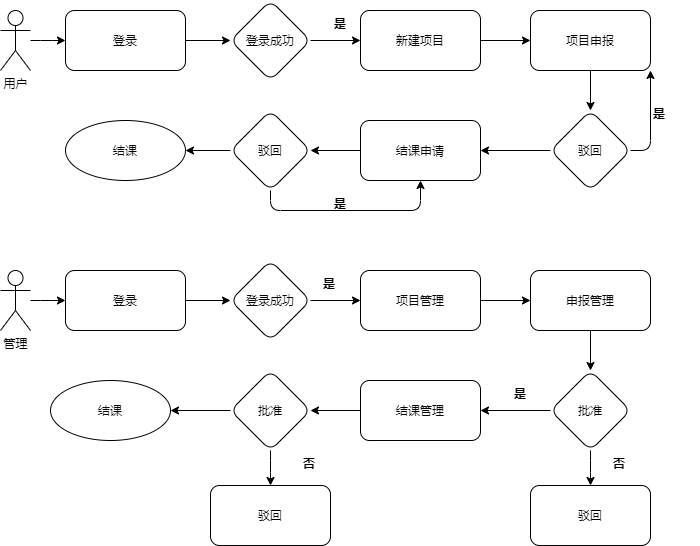 是
登录
登录成功
新建项目
项目申报
用户
是
结课
驳回
结课申请
驳回
是
是
登录
登录成功
项目管理
申报管理
管理
是
结课
批准
结课管理
批准
否
否
驳回
驳回